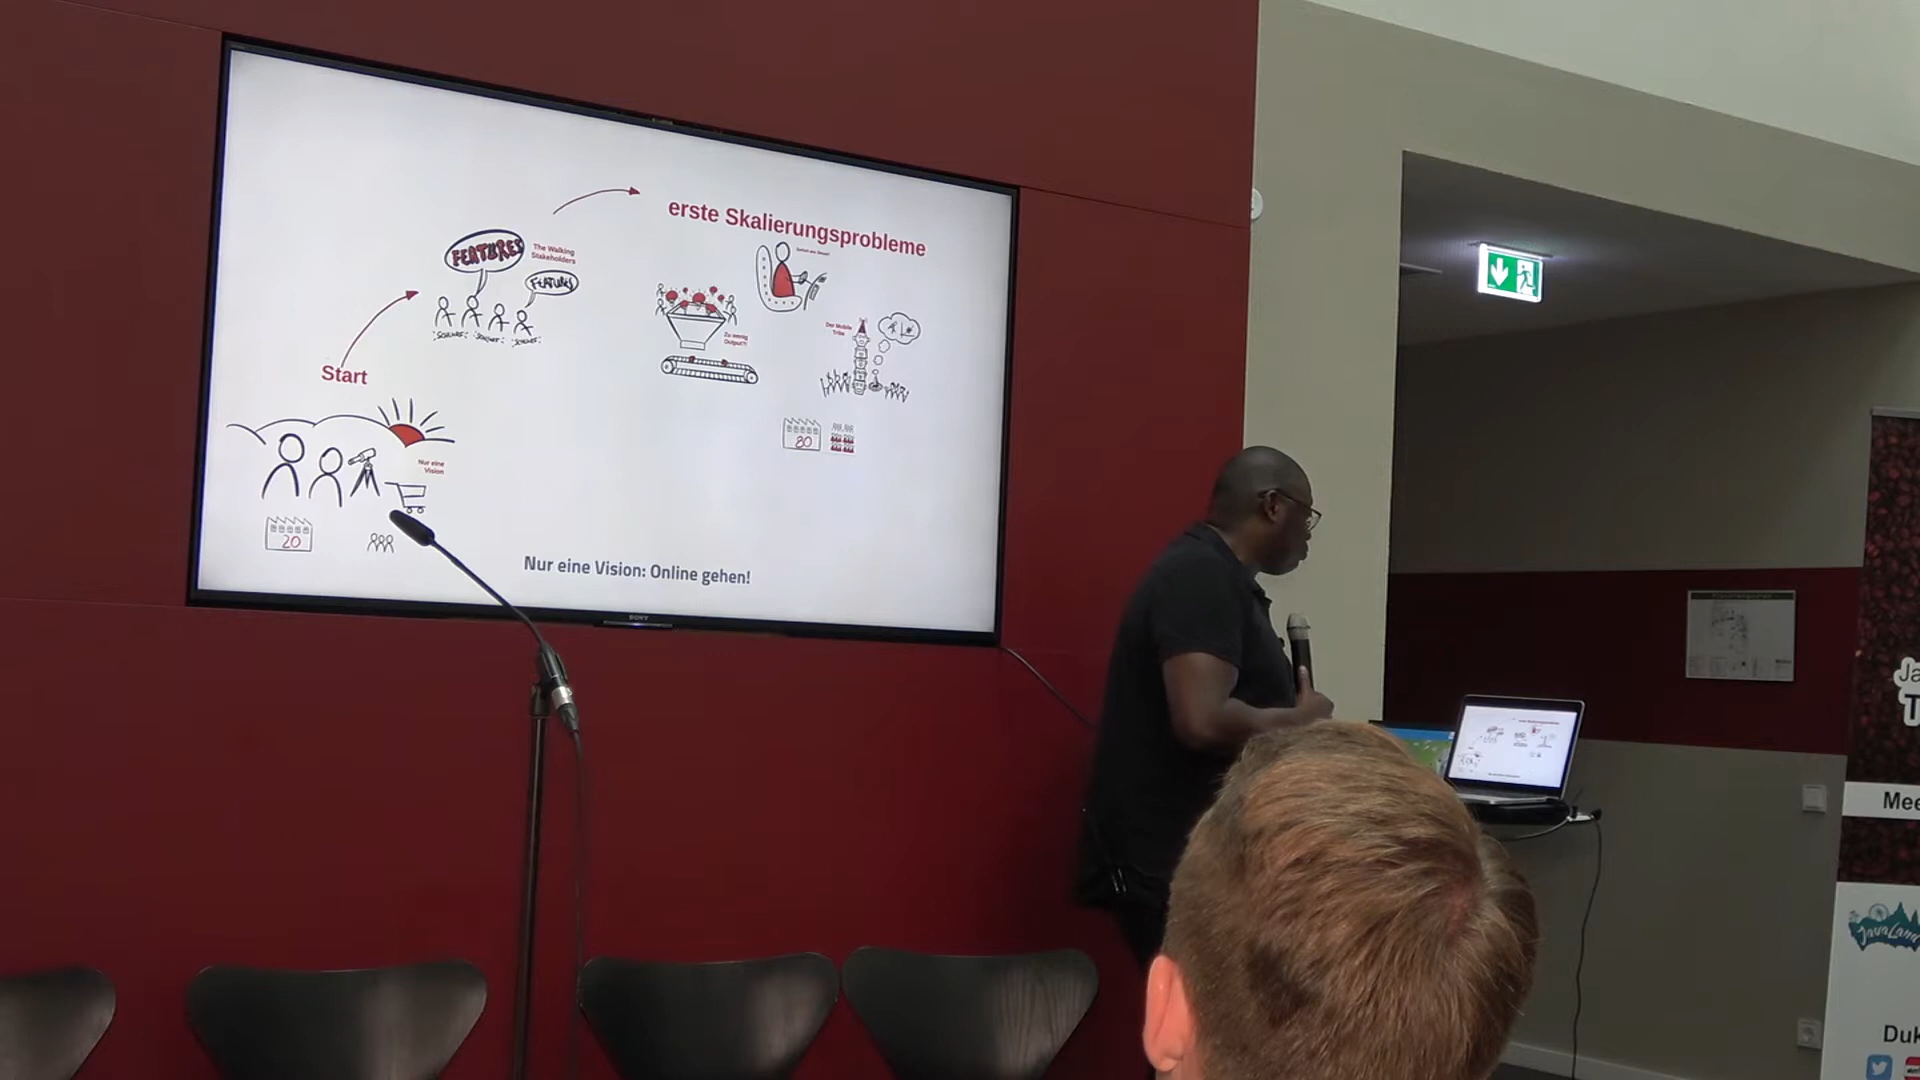 erste Skalierungsprobleme
FEATURES
The Walking
Stakeholders
FEATURES
Der Mobile
Tribe
Zu wenig
Output?!
Start
80
Nur eine
Vision
20
Nur eine Vision: Online gehen!
SONY
Mee
JavaLand
Duk